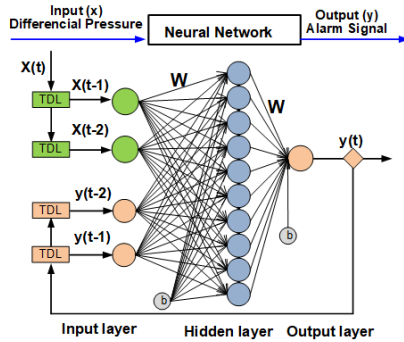 Input (x)
Differencial Pressure
Neural Network
Output (y)
Alarm Signal
X(t)
TDL
X(t-1)
W
W
TDL
X(t-2)
y(t)
TDL
y(t-2)
TDL
y(t-1)
b
b
Input layer
Hidden layer
Output layer